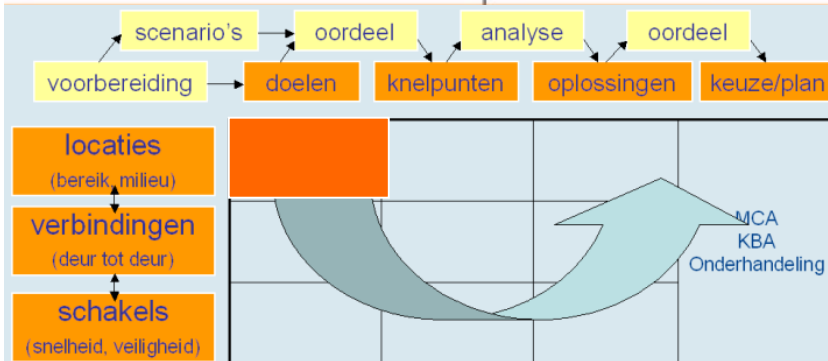 scenario's
oordeel
analyse
oordeel
voorbereiding
doelen
knelpunten
oplossingen
keuze/plan
locaties
(bereik, milieu)
verbindingen
(deur tot deur)
schakels
(snelheid, veiligheid)
MCA
KBA
Onderhandeling